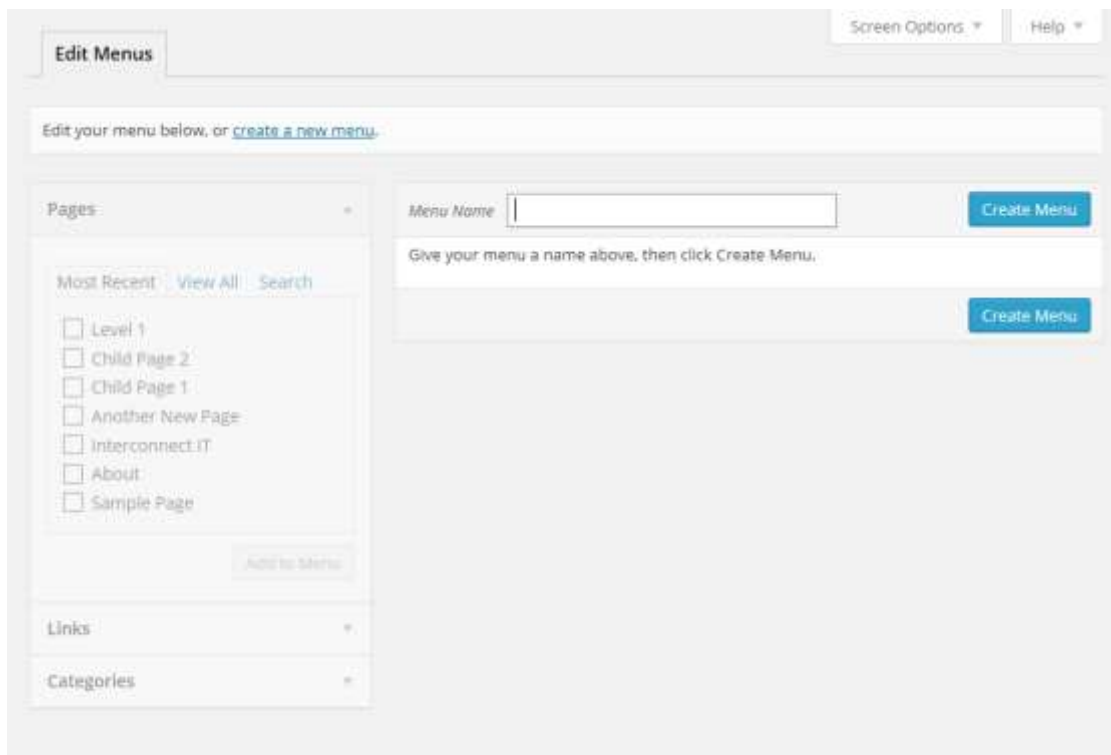 Screen Options Help
Edit Menus
Edit your menu below, or create a new menu.
Pages
Menu Name Create Menu
Give your menu a name above, then click Create Menu.
Most Recent View All Search
Create Menu
Level 1
Child Page 2
Child Page 1
Another New Page
Interconnect IT
About
Sample Page
Add to Menu
Links
Categories